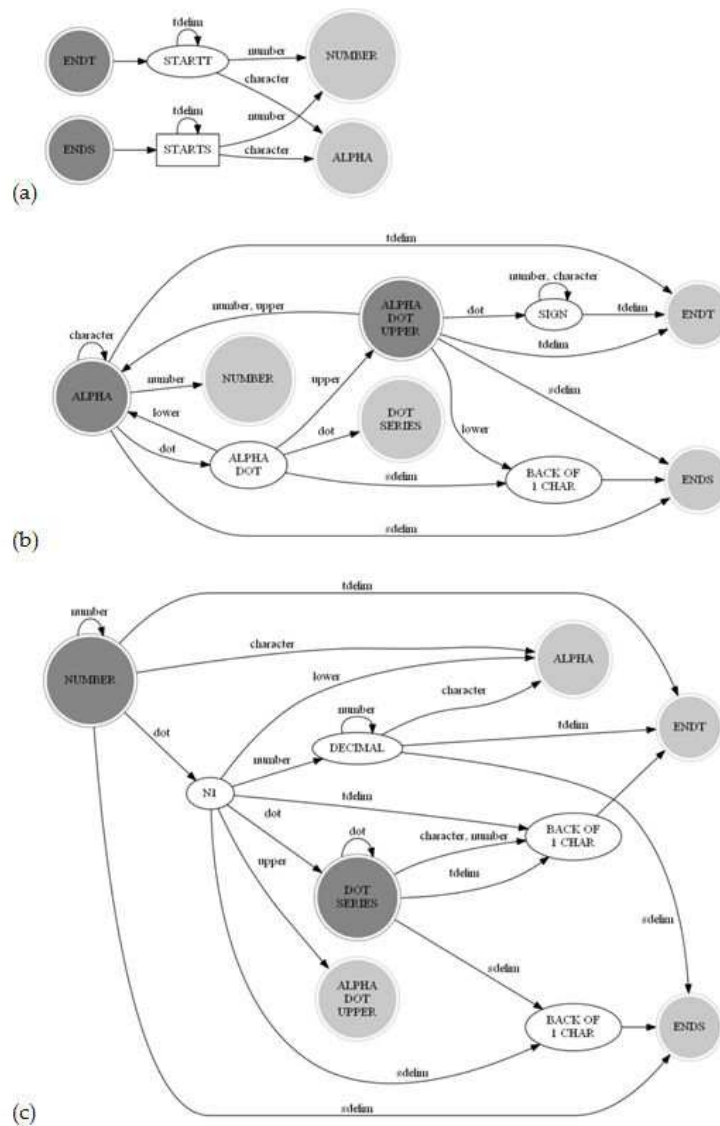 tdelim
ENDT
STARTT
number
NUMBER
character
tdelim
number
ENDS
STARTS
character
ALPHA
(a)
tdelim
number, character
number, upper
ALPHA
DOT
UPPER
dot
SIGN
tdelim
ENDT
character
tdelim
ALPHA
number
NUMBER
upper
DOT
SERIES
sdelim
lower
dot
lower
dot
ALPHA
DOT
sdelim
BACK OF
1 CHAR
ENDS
sdelim
(b)
tdelim
number
character
ALPHA
NUMBER
lower
character
number
dot
DECIMAL
tdelim
ENDT
number
N1
tdelim
dot
dot
character, number
BACK OF
1 CHAR
upper
DOT
SERIES
tdelim
sdelim
sdelim
ALPHA
DOT
UPPER
BACK OF
1 CHAR
ENDS
sdelim
sdelim
(c)